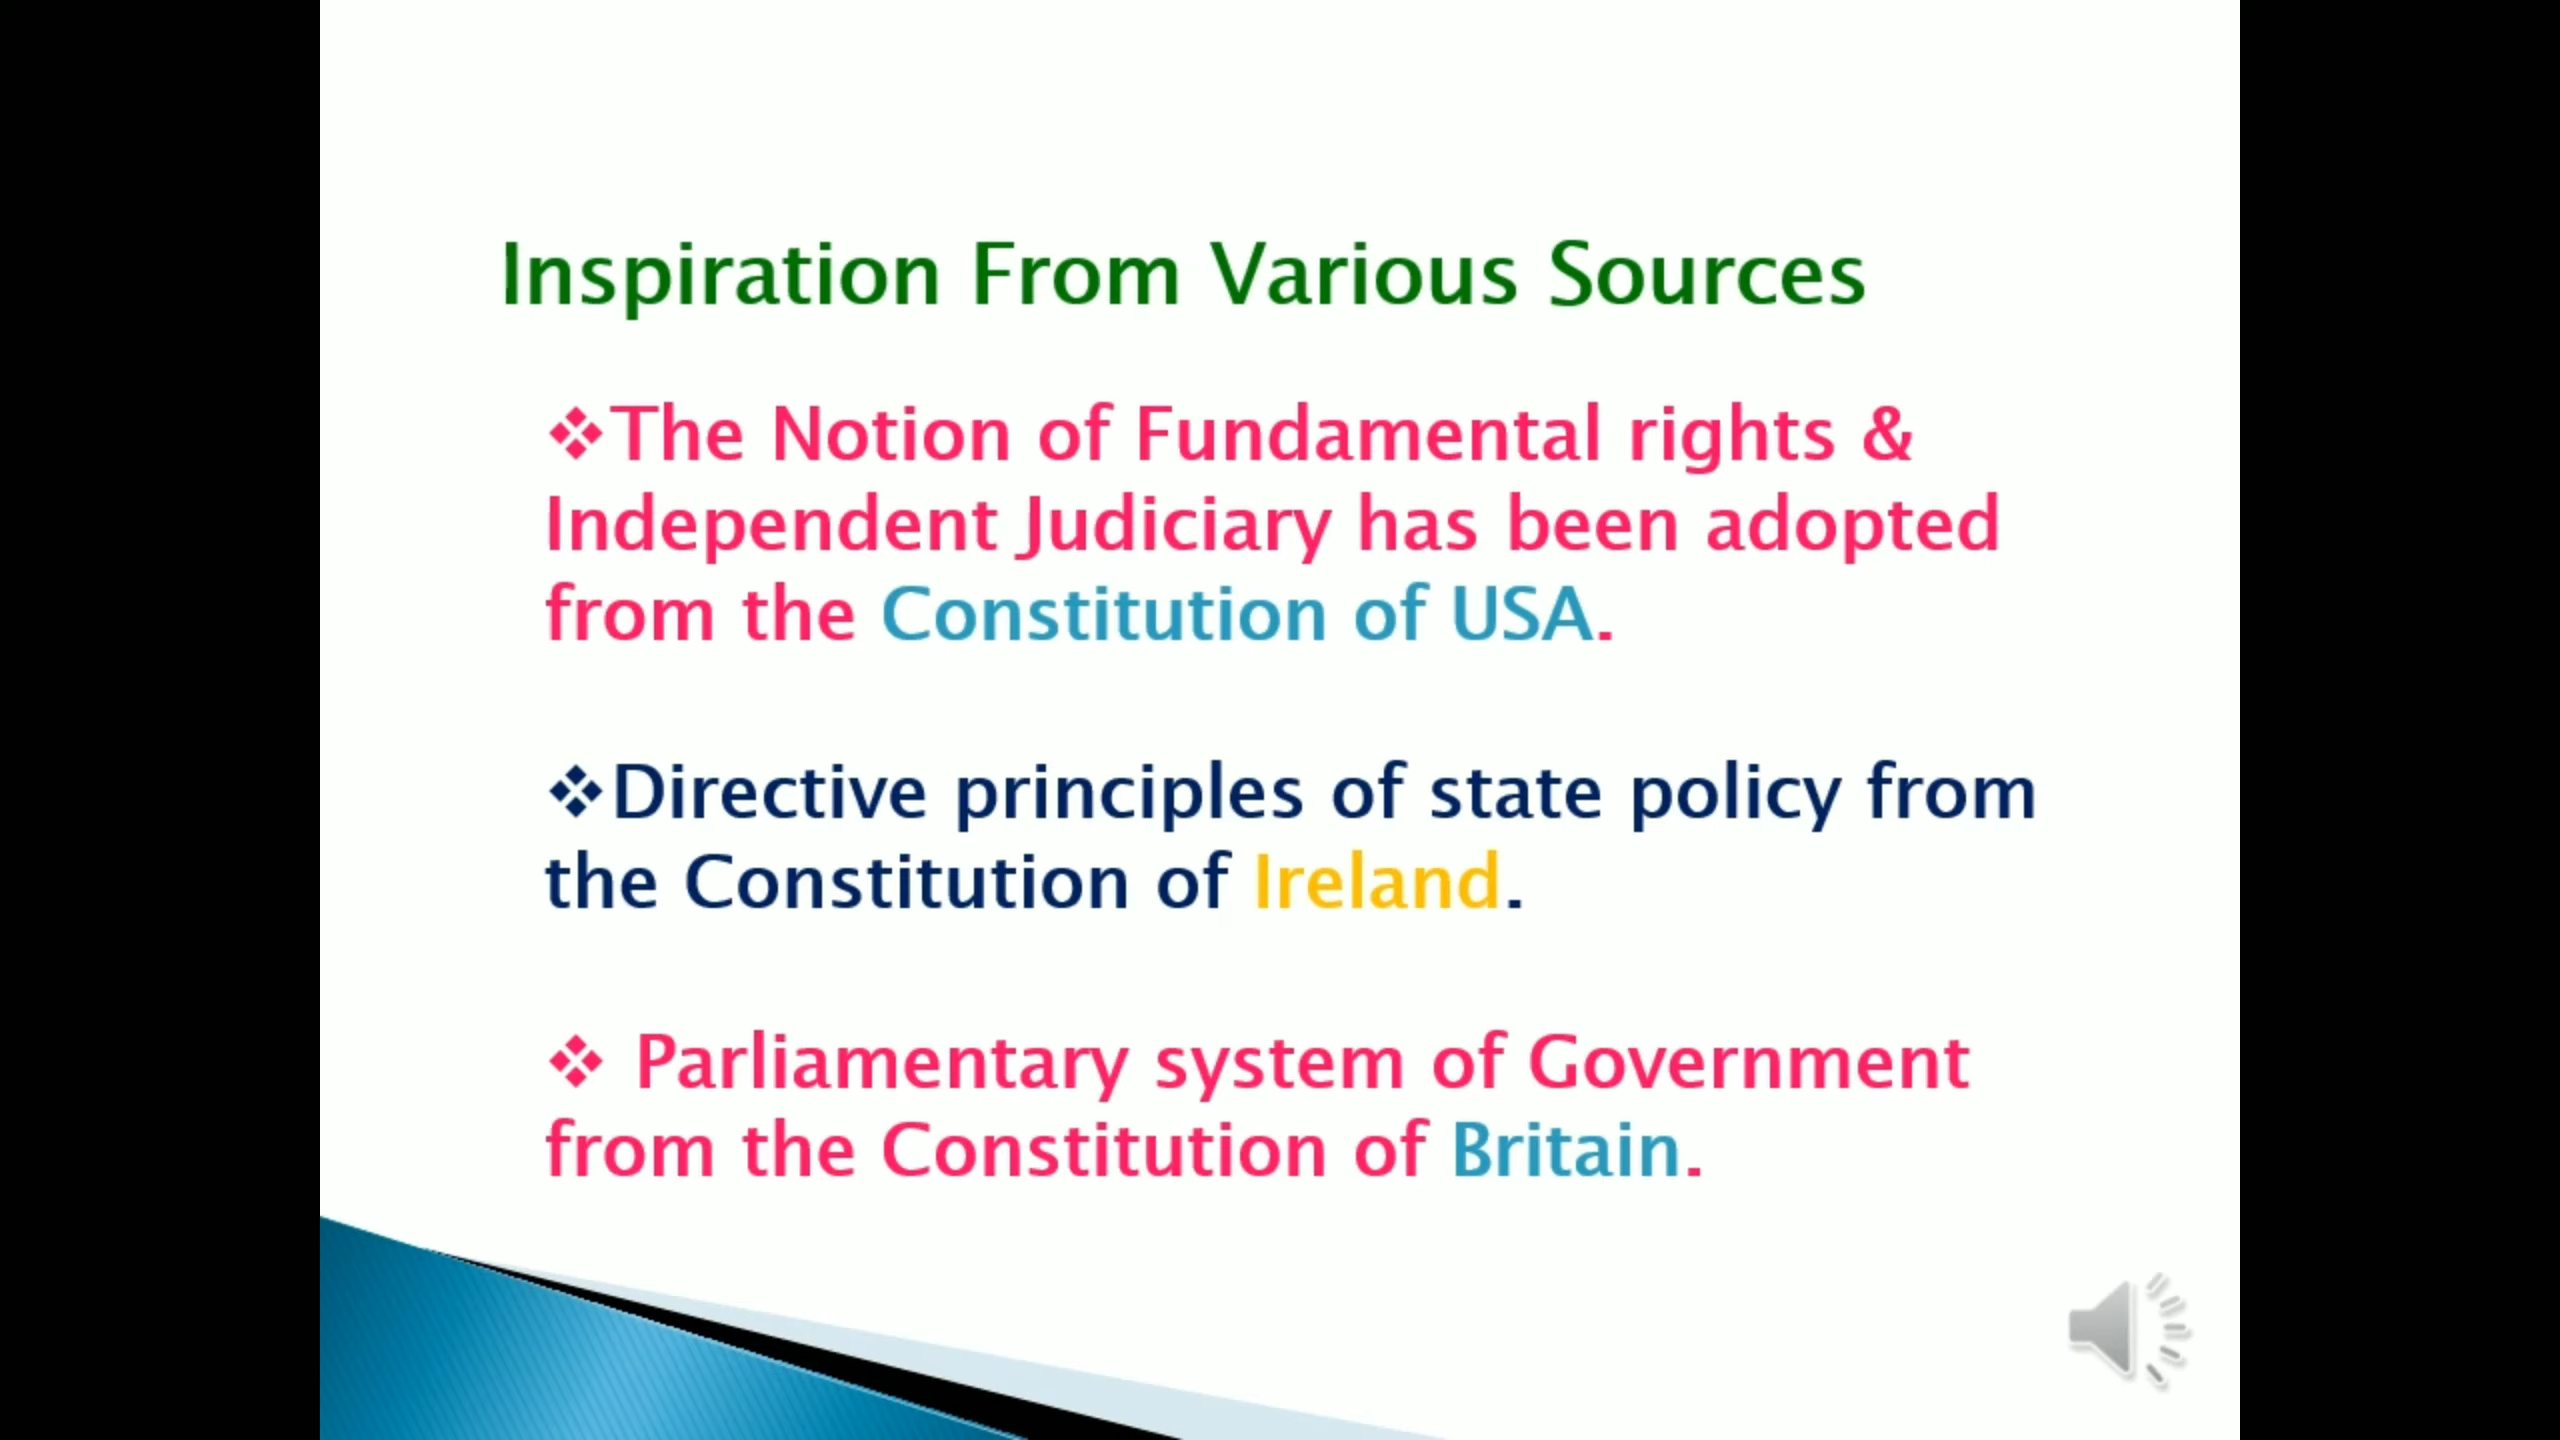 Inspiration From Various Sources
❖The Notion of Fundamental rights &
Independent Judiciary has been adopted
from the Constitution of USA.
❖Directive principles of state policy from
the Constitution of Ireland.
❖ Parliamentary system of Government
from the Constitution of Britain.